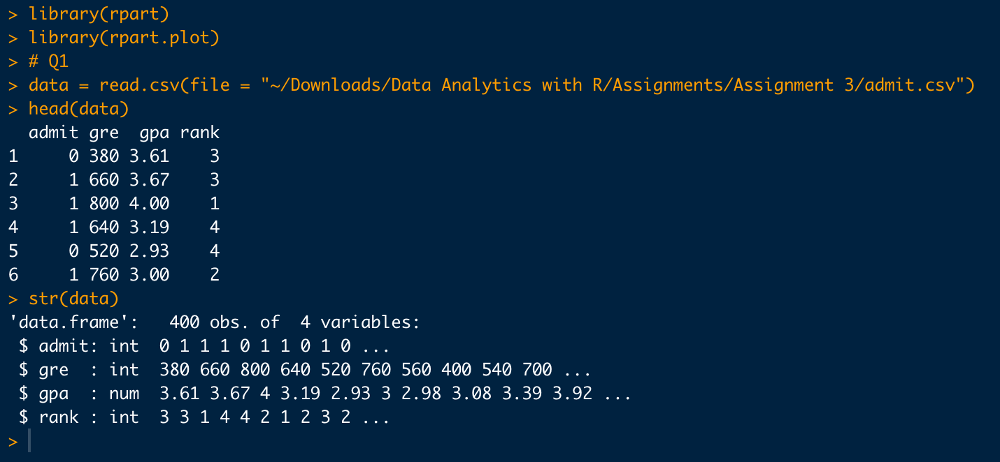 > library(rpart)
> library(rpart.plot)
> # Q1
> data = read.csv(file = "~/Downloads/Data Analytics with R/Assignments/Assignment 3/admit.csv")
> head(data)
  admit gre  gpa rank
1     0 380 3.61    3
2     1 660 3.67    3
3     1 800 4.00    1
4     1 640 3.19    4
5     0 520 2.93    4
6     1 760 3.00    2
> str(data)
'data.frame':   400 obs. of  4 variables:
 $ admit: int  0 1 1 1 0 1 1 0 1 0 ...
 $ gre  : int  380 660 800 640 520 760 560 400 540 700 ...
 $ gpa  : num  3.61 3.67 4 3.19 2.93 3 2.98 3.08 3.39 3.92 ...
 $ rank : int  3 3 1 4 4 2 1 2 3 2 ...
>